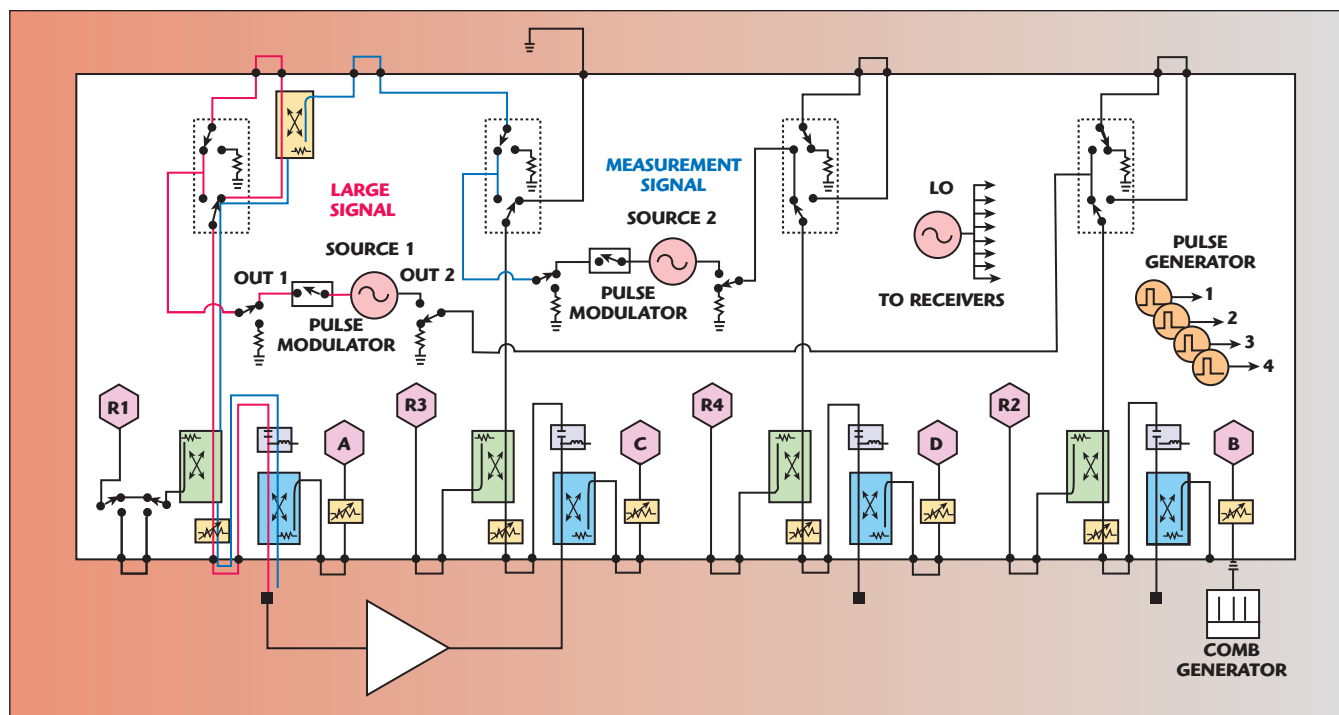 LARGE
SIGNAL
MEASUREMENT
SIGNAL
LO
SOURCE 1
SOURCE 2
OUT 1
OUT 2
PULSE
MODULATOR
PULSE
MODULATOR
TO RECEIVERS
PULSE
GENERATOR
1
2
3
4
R1
A
R3
C
R4
D
R2
B
COMB
GENERATOR